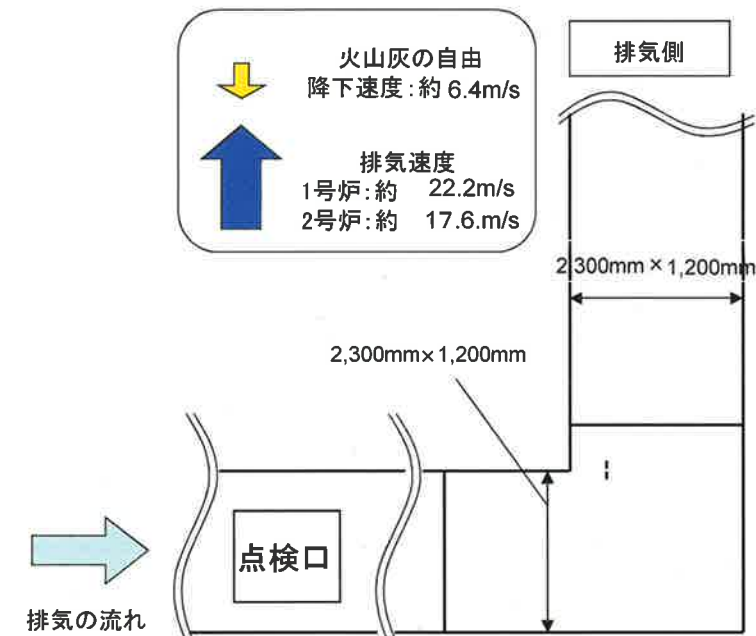 火山灰の自由
降下速度:約 6.4m/s
排気速度
1号炉:約 22.2m/s
2号炉:約 17.6.m/s
排気側
2,300mm×1,200mm
2,300mm×1,200mm
点検口
排気の流れ